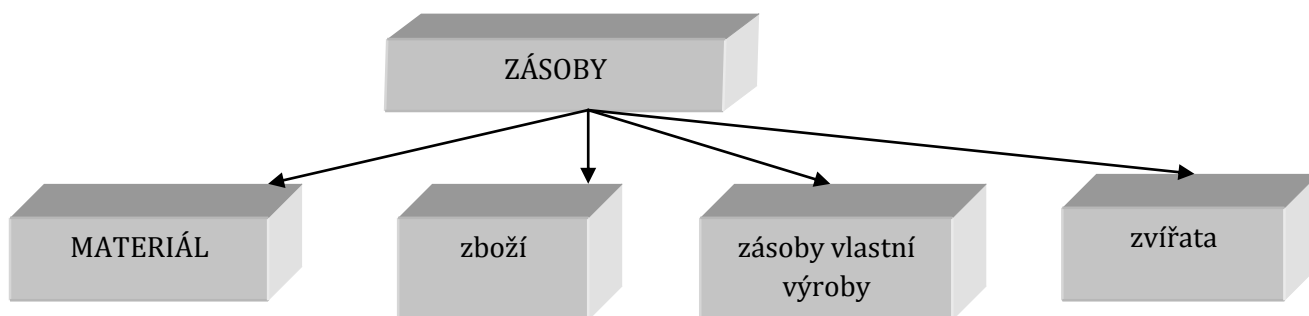 ZÁSOBY
MATERIÁL
zboží
zásoby vlastní
výroby
zvířata